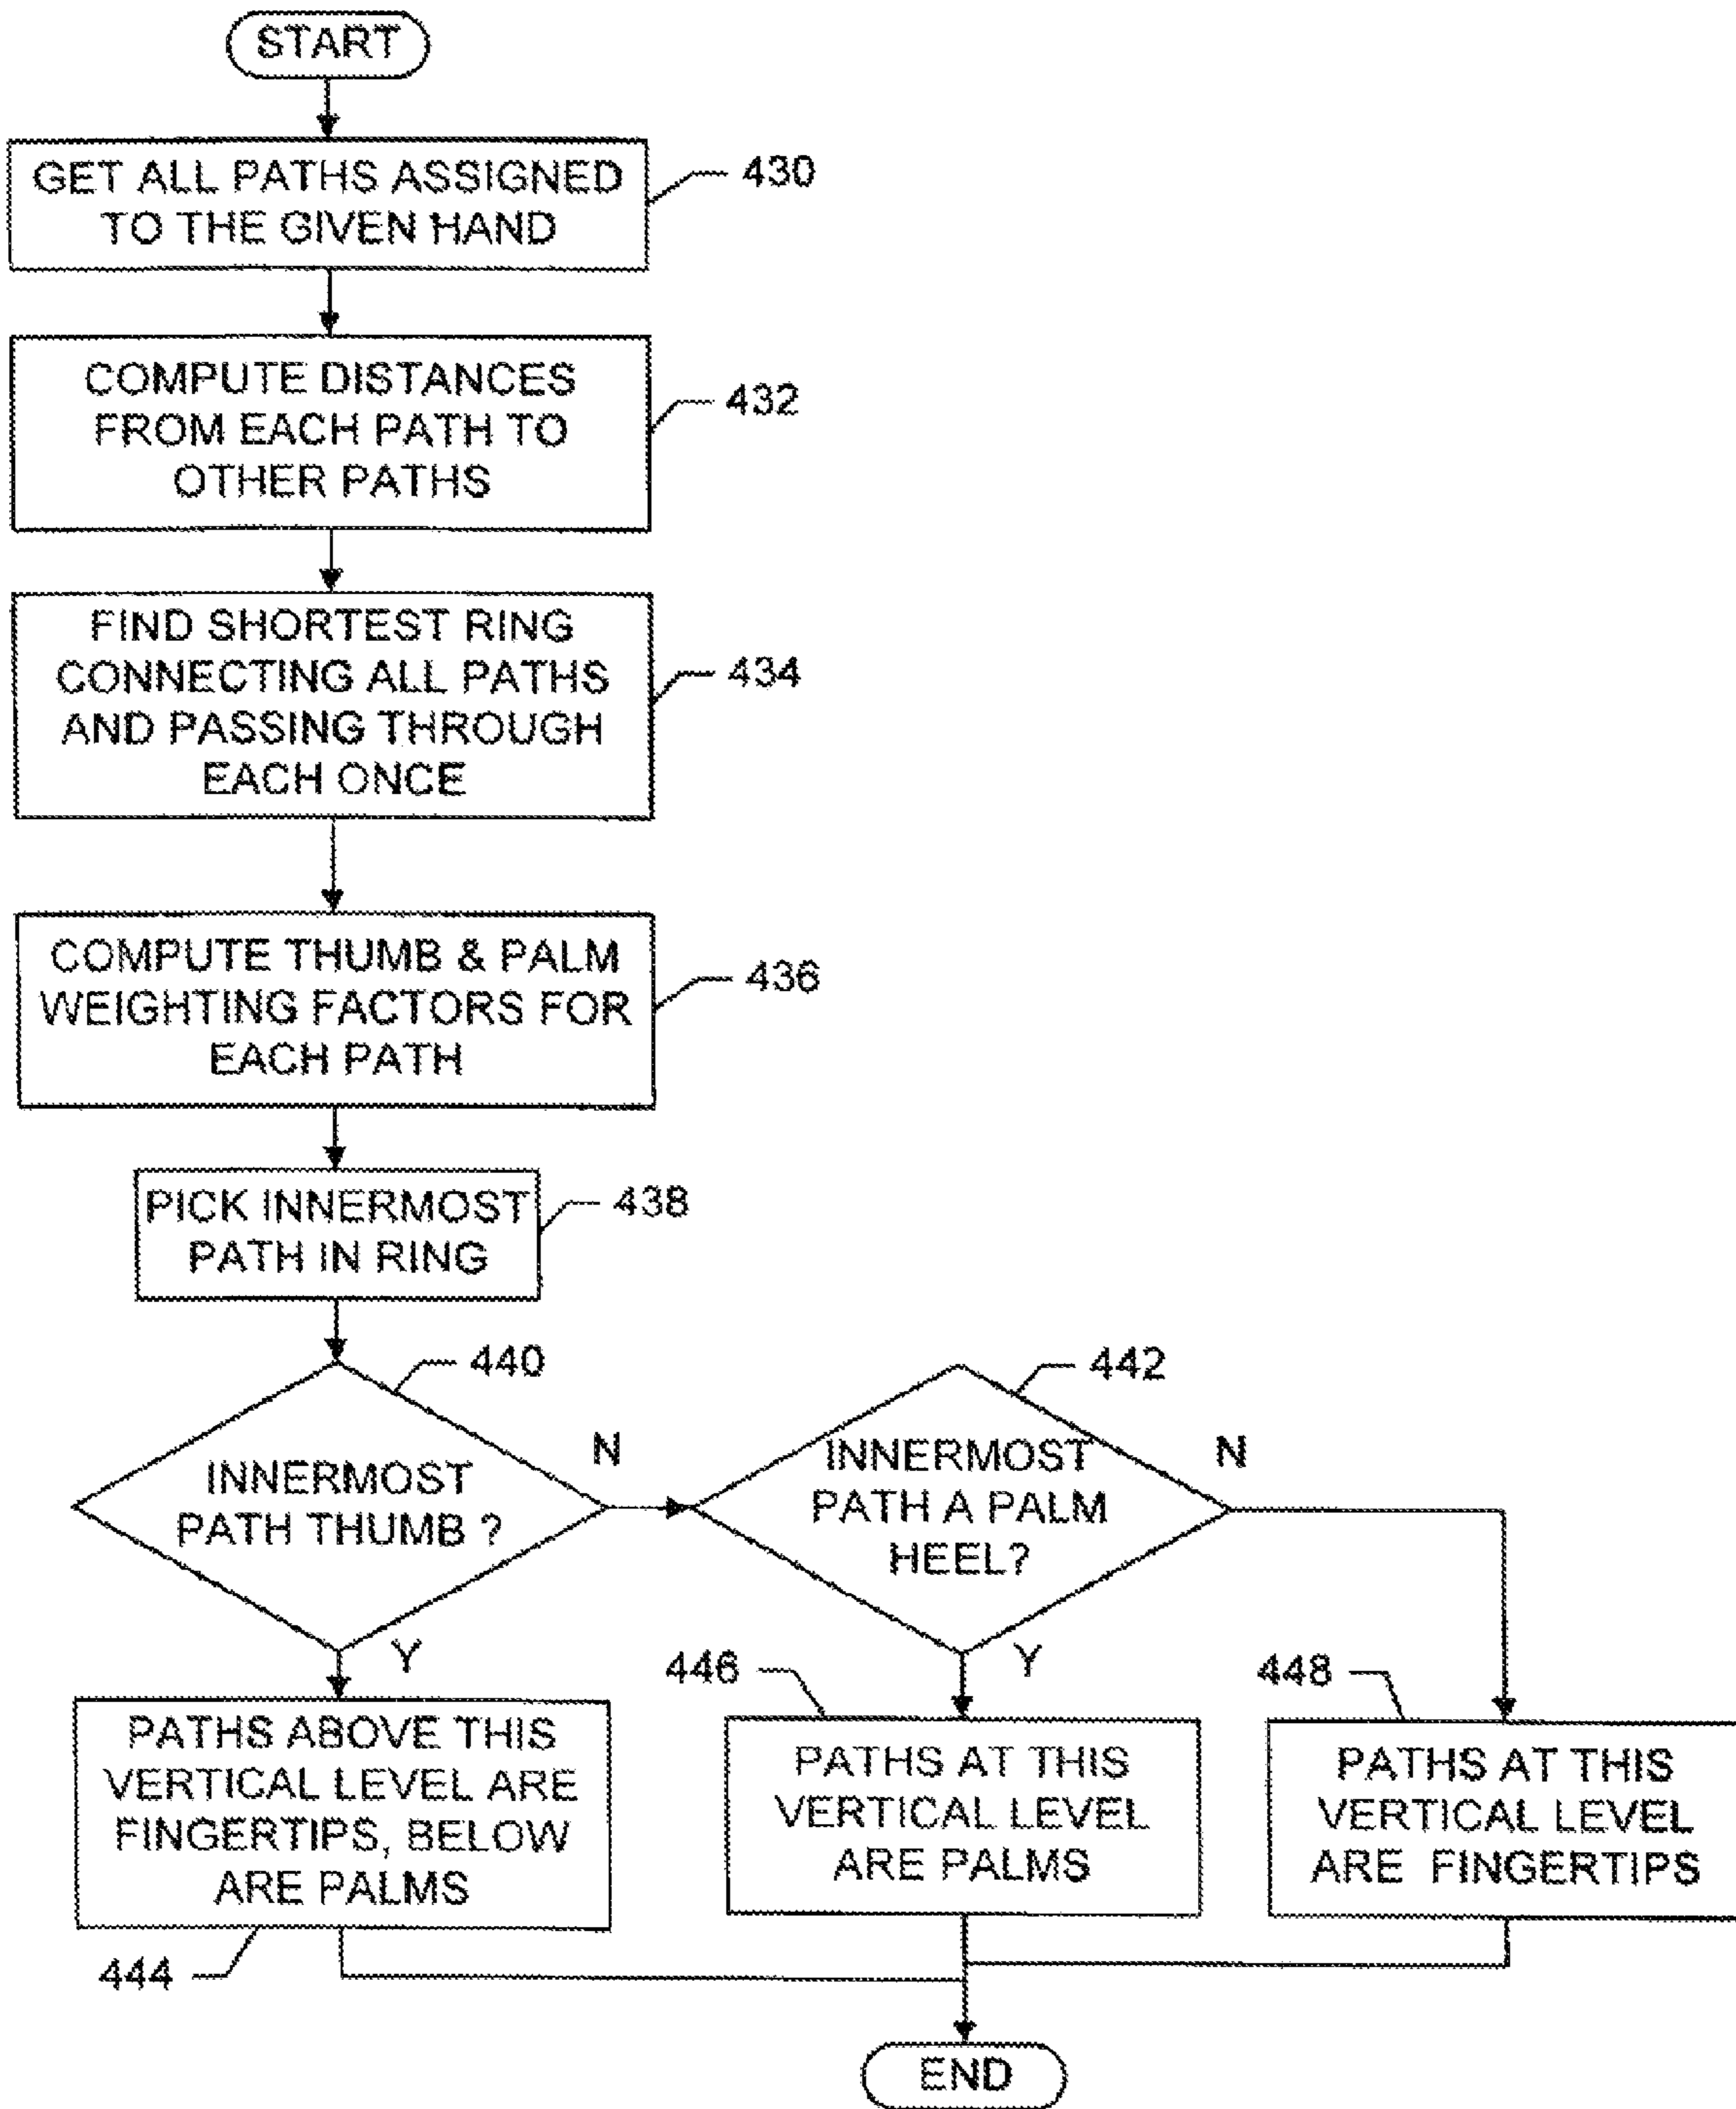 START
GET ALL PATHS ASSIGNED
TO THE GIVEN HAND
430
COMPUTE DISTANCES
FROM EACH PATH TO
OTHER PATHS
432
FIND SHORTEST RING
CONNECTING ALL PATHS
AND PASSING THROUGH
EACH ONCE
434
COMPUTE THUMB & PALM
WEIGHTING FACTORS FOR
EACH PATH
436
PICK INNERMOST
PATH IN RING
438
440
INNERMOST
PATH THUMB ?
N
Y
442
INNERMOST
PATH A PALM
HEEL?
N
Y
PATHS ABOVE THIS
VERTICAL LEVEL ARE
FINGERTIPS, BELOW
ARE PALMS
444
446
PATHS AT THIS
VERTICAL LEVEL
ARE PALMS
448
PATHS AT THIS
VERTICAL LEVEL
ARE FINGERTIPS
END